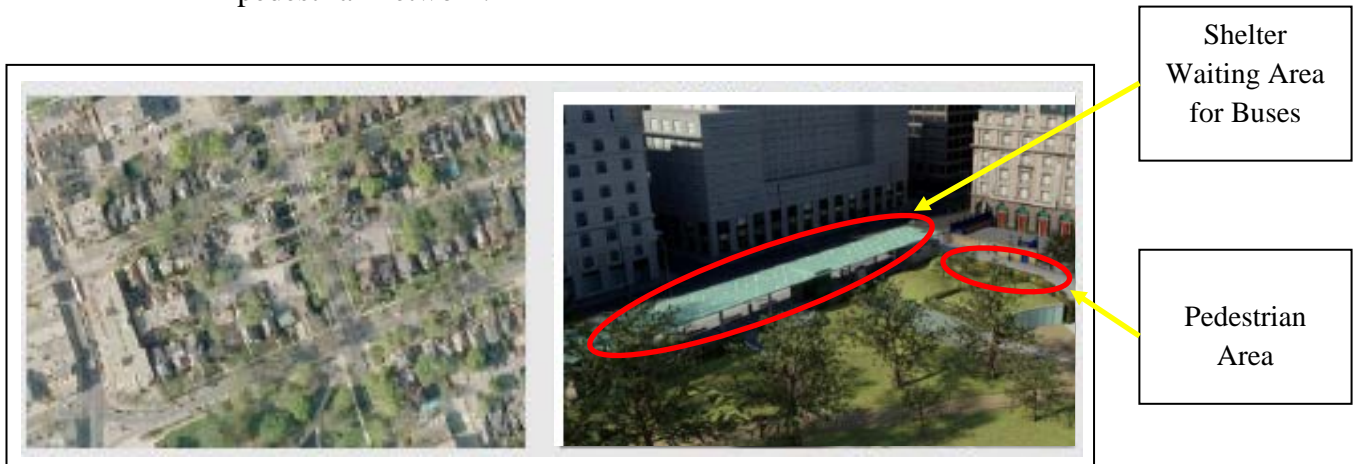 pedestrian network.
Shelter
Waiting Area
for Buses
Pedestrian
Area